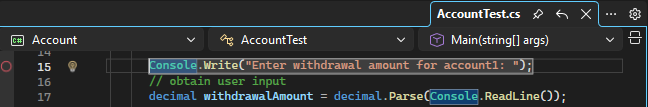 AccountTest.cs
Account
AccountTest
Main(string[] args)
14
15 Console.Write("Enter withdrawal amount for account1: ");
16 // obtain user input
17 decimal withdrawalAmount = decimal.Parse(Console.ReadLine());